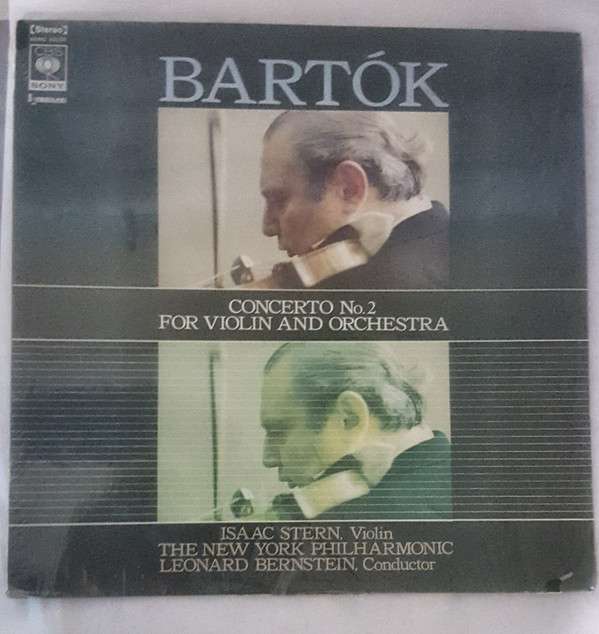 [Stereo]
CBS
SONY
BARTÓK
CONCERTO No.2
FOR VIOLIN AND ORCHESTRA
ISAAC STERN, Violin
THE NEW YORK PHILHARMONIC
LEONARD BERNSTEIN, Conductor